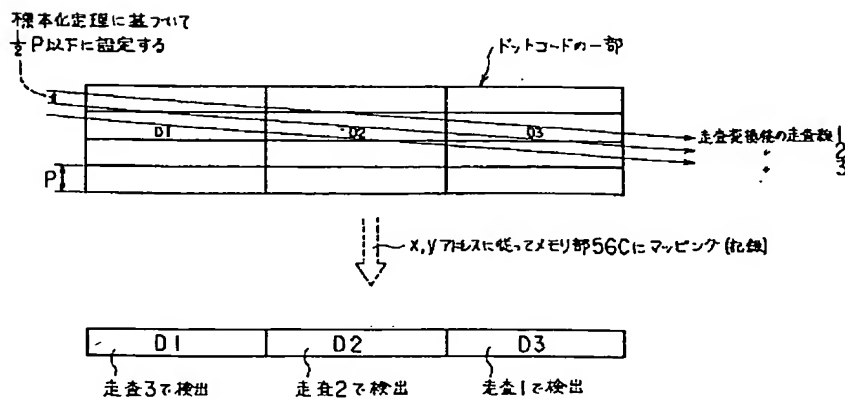 標本化定理に基づいて
1/2 P以下に設定する
ドットコードの一部
D1 D2 D3
走査変換後の走査線 1
〃 2
〃 3
P
x,yアドレスに従ってメモリ部56Cにマッピング(記録)
D1 D2 D3
走査3で検出 走査2で検出 走査1で検出